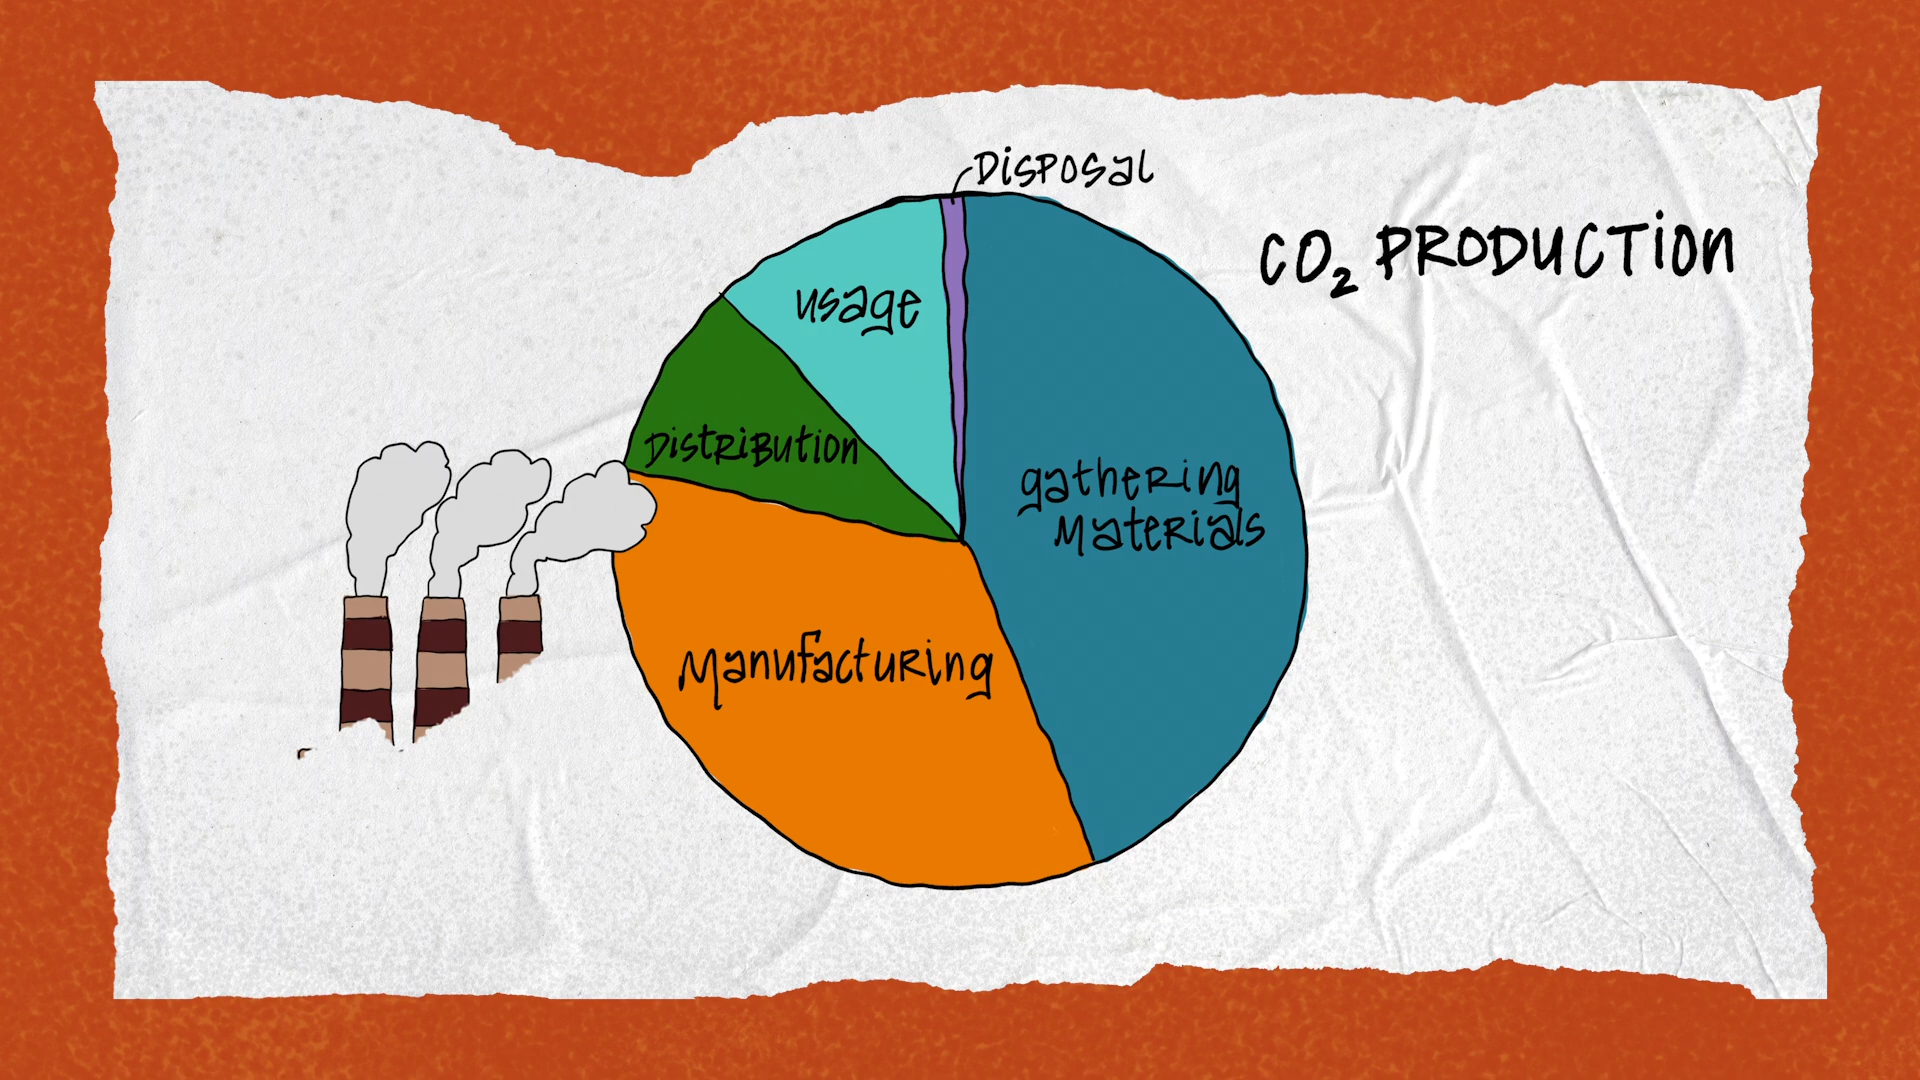 Disposal
CO₂ PRODUCTION
usage
Distribution
gathering
Materials
Manufacturing